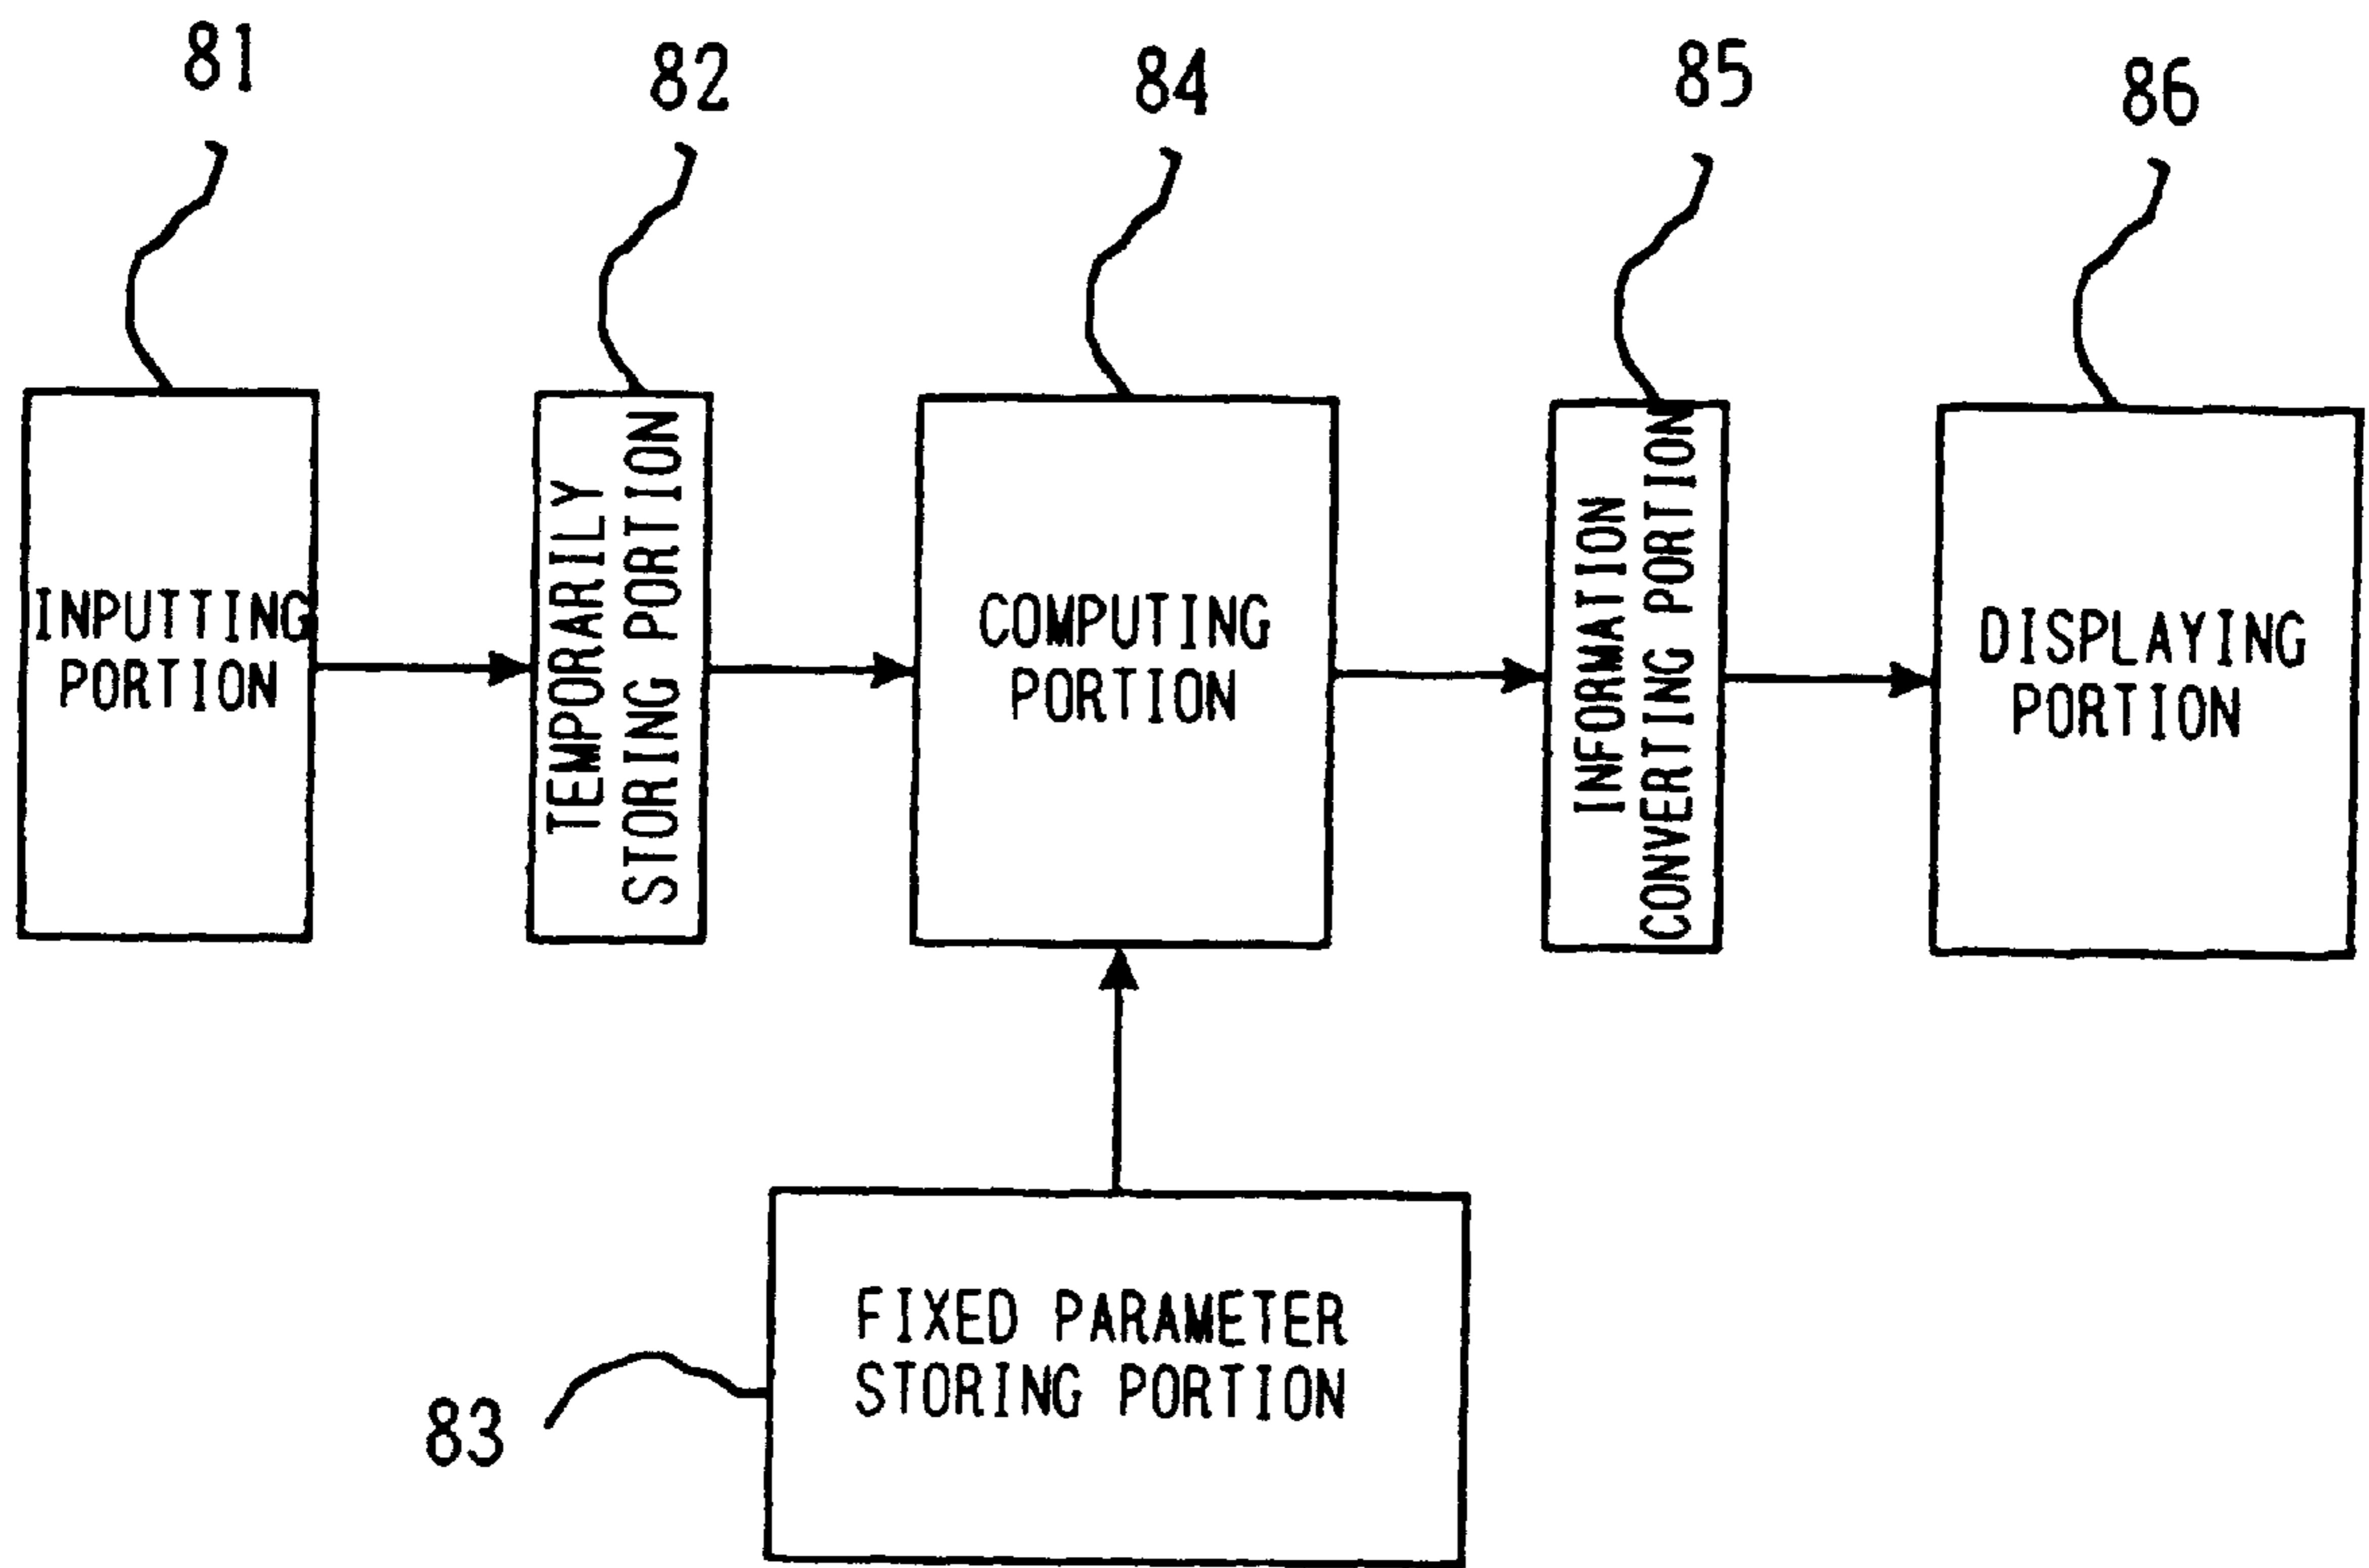 81
82
84
85
86
INPUTTING
PORTION
TEMPORARILY
STORING PORTION
COMPUTING
PORTION
INFORMATION
CONVERTING PORTION
DISPLAYING
PORTION
FIXED PARAMETER
STORING PORTION
83